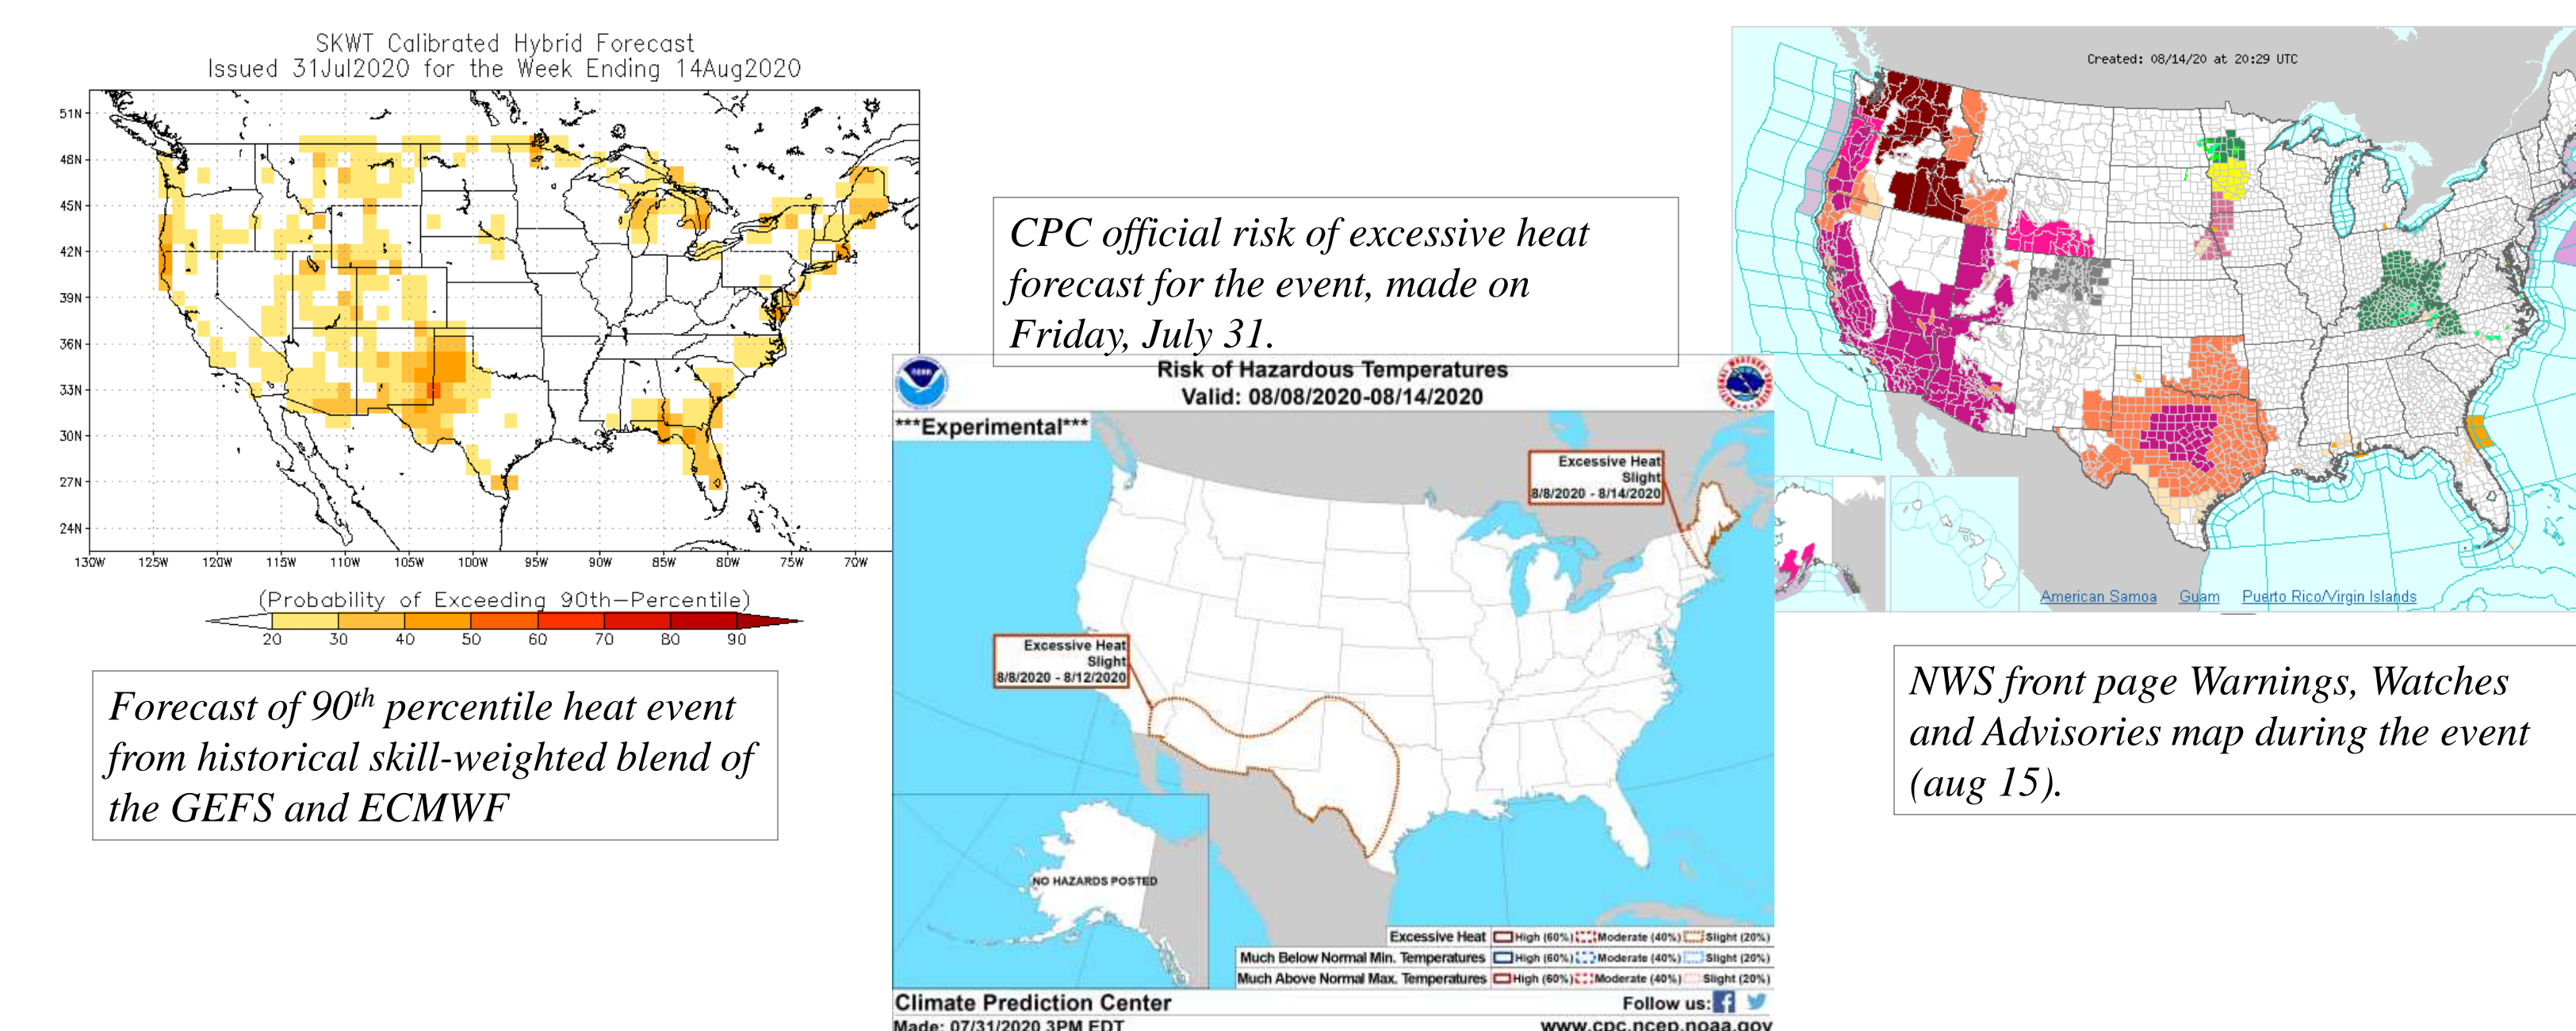 SKWT Calibrated Hybrid Forecast
Issued 31Jul2020 for the Week Ending 14Aug2020
51N
48N
45N
42N
39N
36N
33N
30N
27N
24N
130W 125W 120W 115W 110W 105W 100W 95W 90W 85W 80W 75W 70W
(Probability of Exceeding 90th-Percentile)
20 30 40 50 60 70 80 90
Forecast of 90th percentile heat event
from historical skill-weighted blend of
the GEFS and ECMWF
CPC official risk of excessive heat
forecast for the event, made on
Friday, July 31.
Risk of Hazardous Temperatures
Valid: 08/08/2020-08/14/2020
***Experimental***
Excessive Heat
Slight
8/8/2020 - 8/14/2020
Excessive Heat
Slight
8/8/2020 - 8/12/2020
NO HAZARDS POSTED
Excessive Heat High (60%) Moderate (40%) Slight (20%)
Much Below Normal Min. Temperatures High (60%) Moderate (40%) Slight (20%)
Much Above Normal Max. Temperatures High (60%) Moderate (40%) Slight (20%)
Climate Prediction Center
Follow us:
Made: 07/31/2020 3PM EDT
www.cpc.ncep.noaa.gov
Created: 08/14/20 at 20:29 UTC
American Samoa Guam Puerto Rico/Virgin Islands
NWS front page Warnings, Watches
and Advisories map during the event
(aug 15).